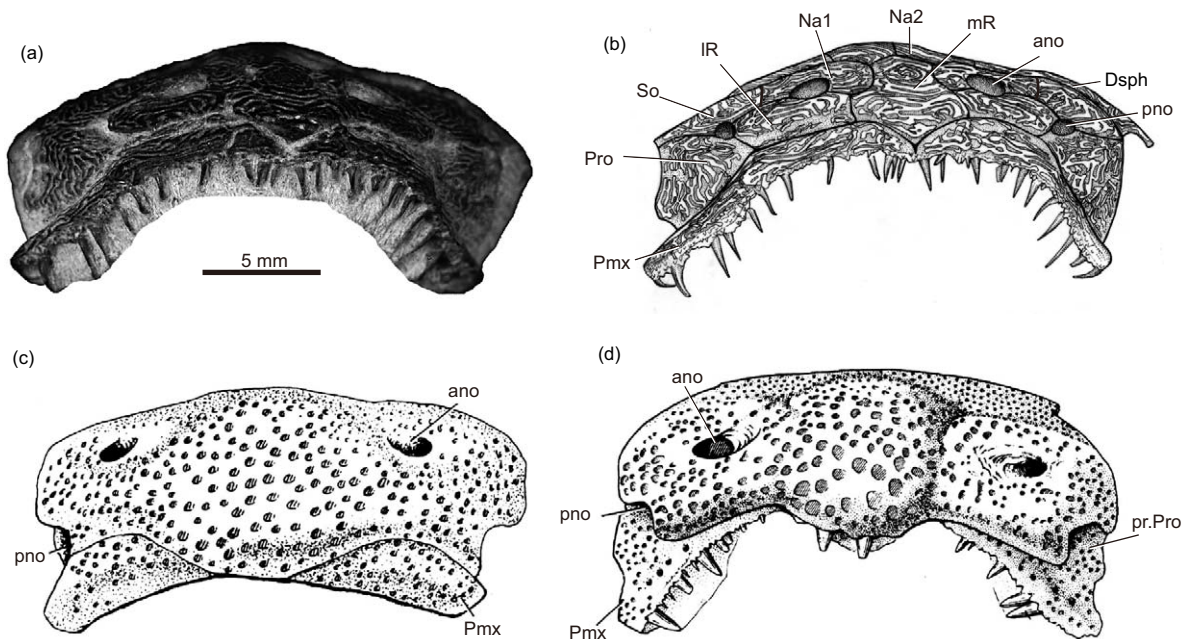 (a)
5 mm
(b)
Na1
Na2
mR
ano
lR
Dsph
So
pno
Pro
Pmx
(c)
ano
pno
Pmx
(d)
ano
pno
pr.Pro
Pmx